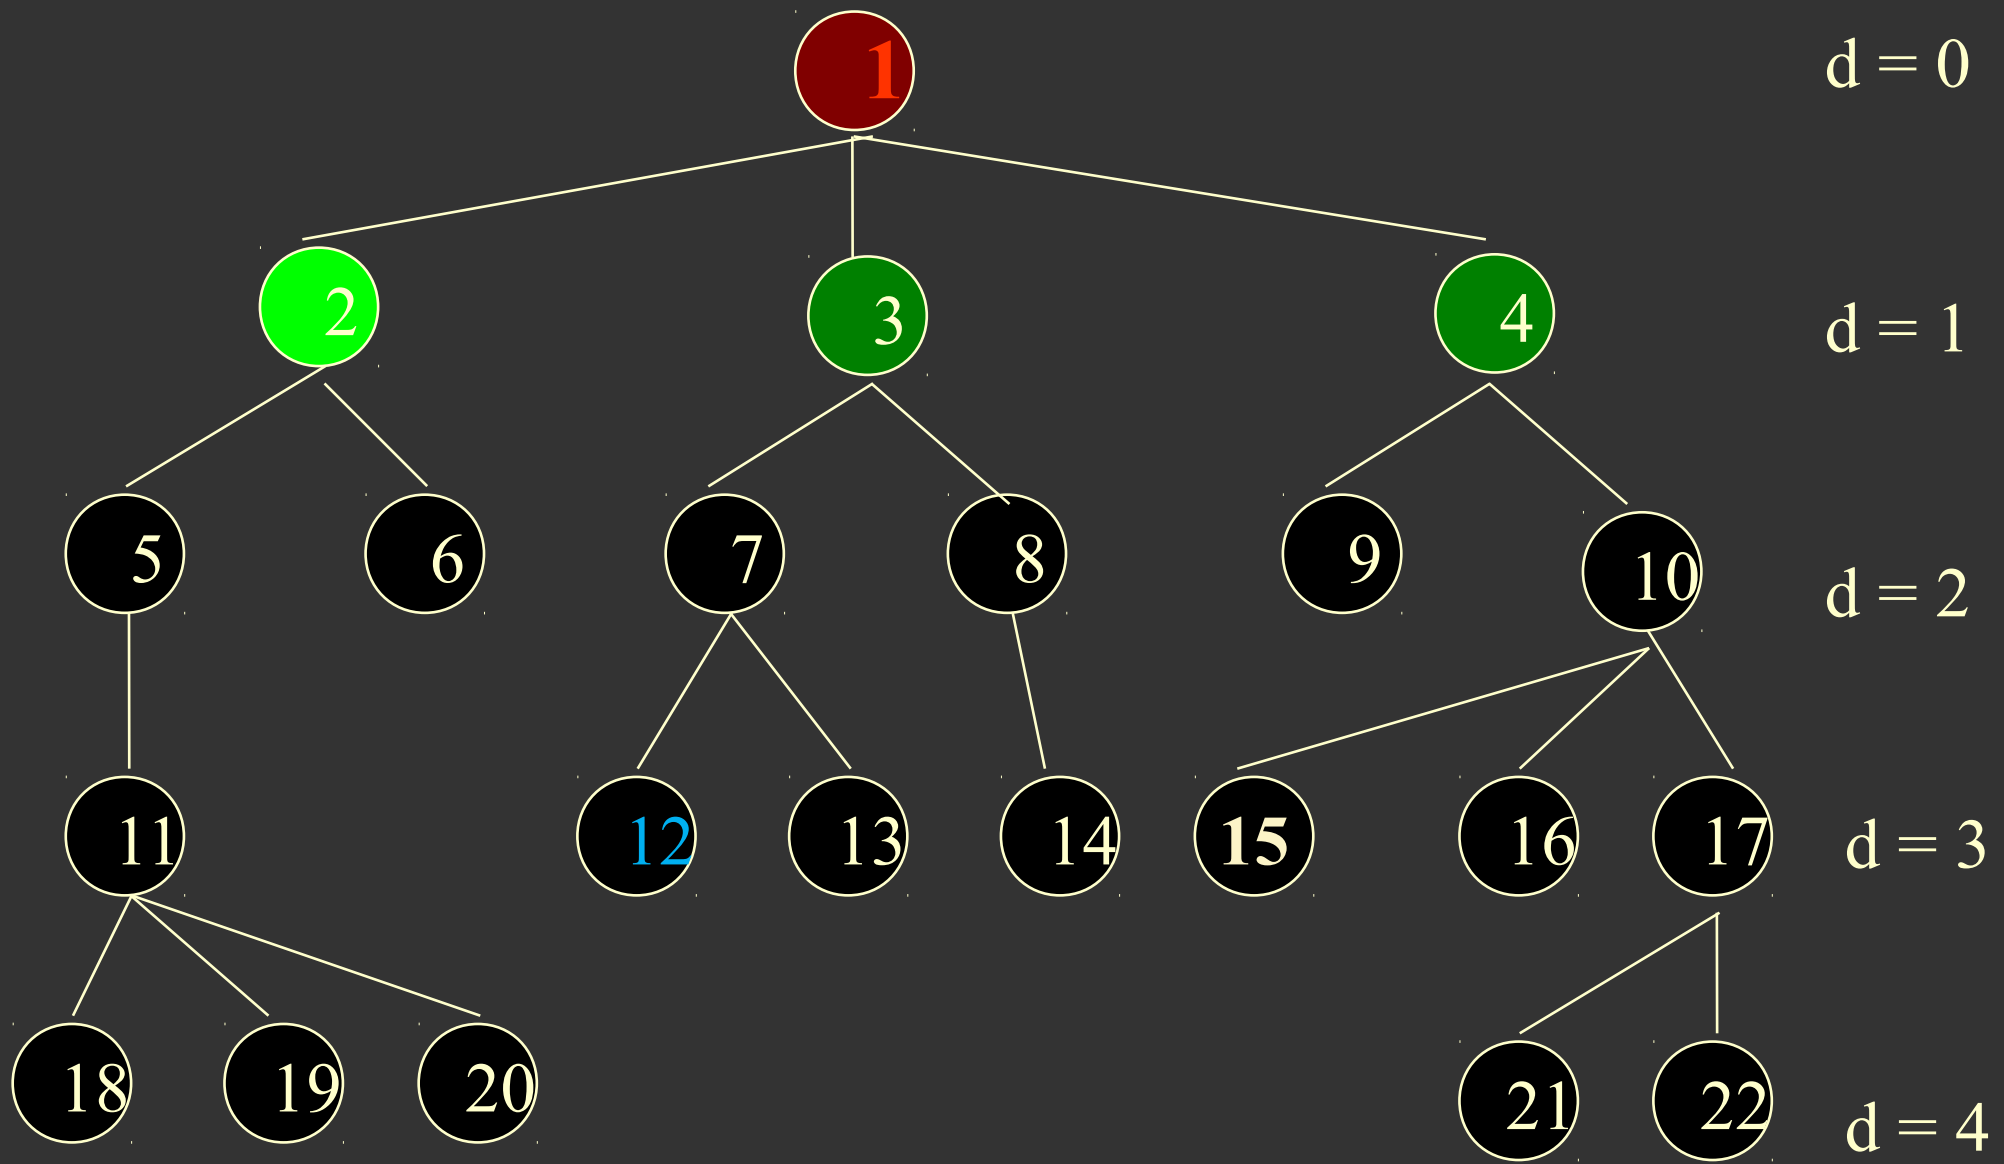 1 d = 0
2 3 4 d = 1
5 6 7 8 9 10 d = 2
11 12 13 14 15 16 17 d = 3
18 19 20 21 22 d = 4